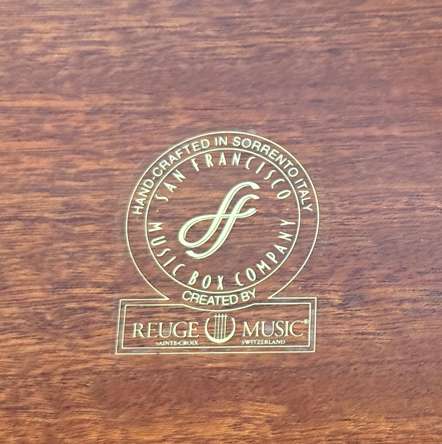 HAND-CRAFTED IN SORRENTO ITALY
SAN FRANCISCO
MUSIC BOX COMPANY
CREATED BY
REUGE MUSIC®
SAINTE-CROIX SWITZERLAND